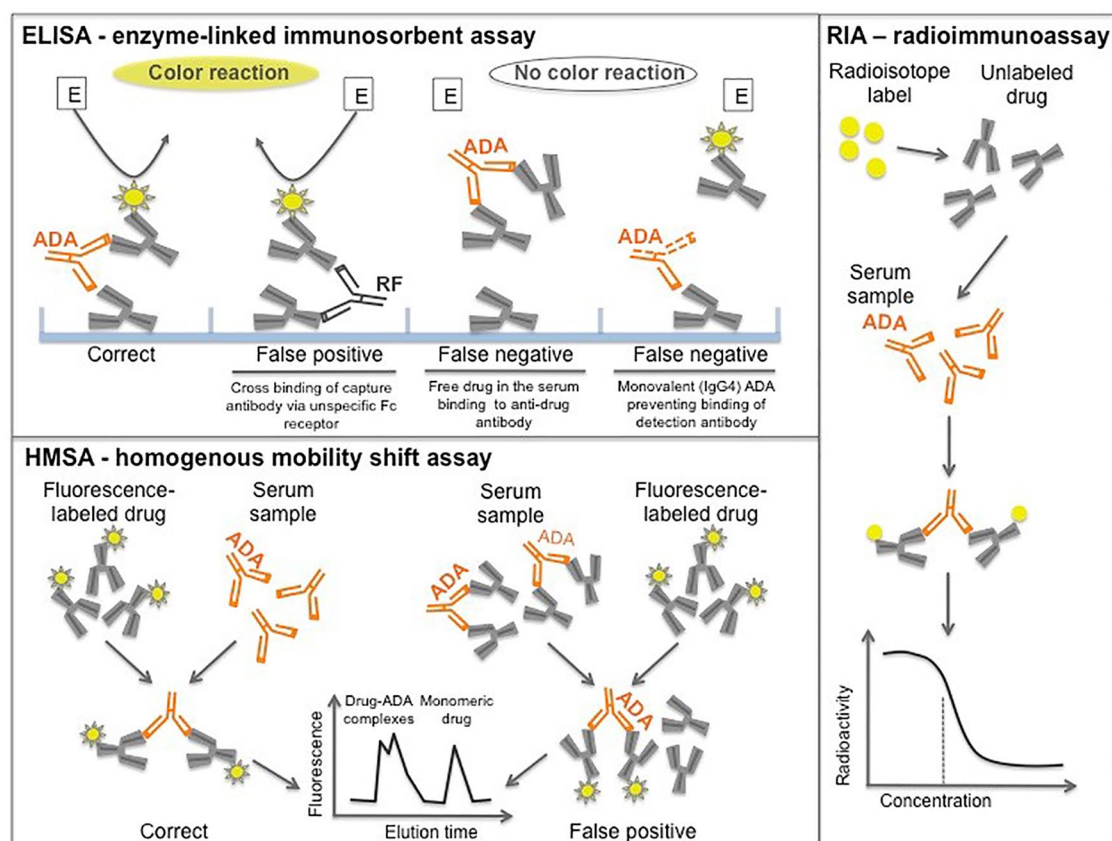 ELISA - enzyme-linked immunosorbent assay
Color reaction
No color reaction
E
E
E
E
ADA
ADA
RF
ADA
Correct
False positive
False negative
False negative
Cross binding of capture
antibody via unspecific Fc
receptor
Free drug in the serum
binding to anti-drug
antibody
Monovalent (IgG4) ADA
preventing binding of
detection antibody
HMSA - homogenous mobility shift assay
Fluorescence-
labeled drug
Serum
sample
ADA
Serum
sample
ADA
ADA
Fluorescence-
labeled drug
ADA
Drug-ADA
complexes
Monomeric
drug
Fluorescence
Elution time
Correct
False positive
RIA – radioimmunoassay
Radioisotope
label
Unlabeled
drug
Serum
sample
ADA
Radioactivity
Concentration